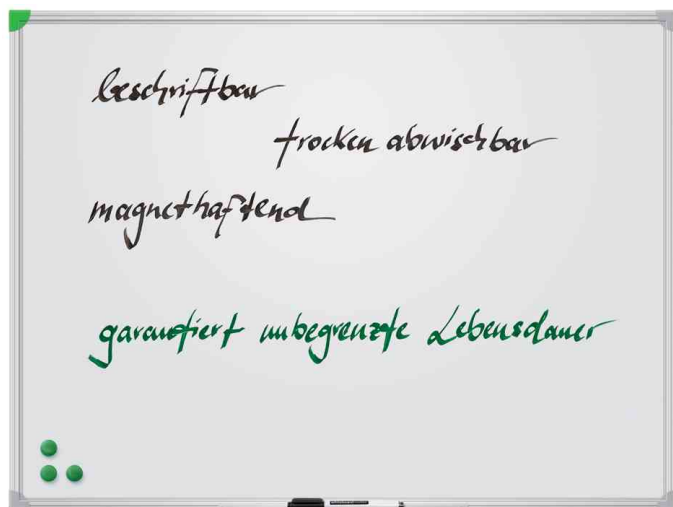 beschriftbar
trocken abwischbar
magnethaftend
garantiert unbegrenzte Lebensdauer